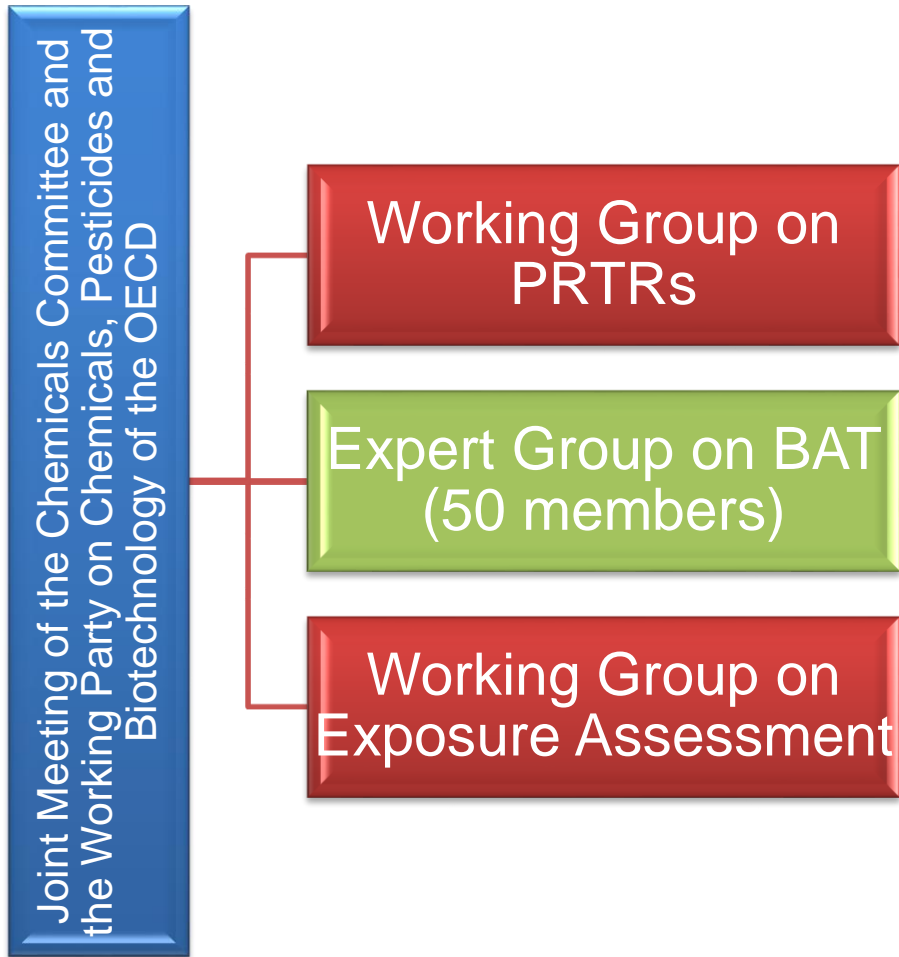 Joint Meeting of the Chemicals Committee and
the Working Party on Chemicals, Pesticides and
Biotechnology of the OECD
Working Group on
PRTRs
Expert Group on BAT
(50 members)
Working Group on
Exposure Assessment